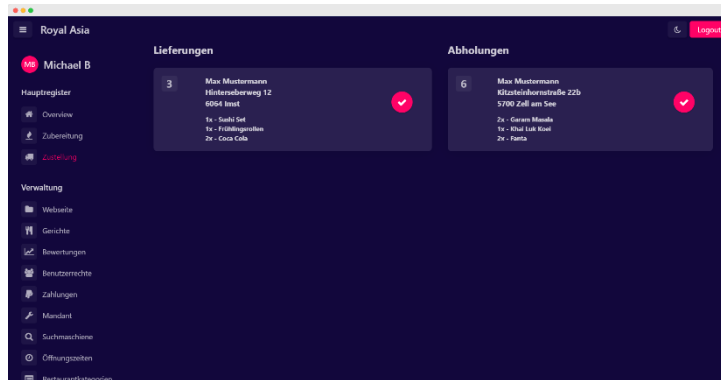 Royal Asia
Logout
MB
Michael B
Hauptregister
Overview
Zubereitung
Zustellung
Verwaltung
Webseite
Gerichte
Bewertungen
Benutzerrechte
Zahlungen
Mandant
Suchmaschiene
Öffnungszeiten
Restaurantkategorien
Lieferungen
3
Max Mustermann
Hinterseberweg 12
6064 Imst
1x - Sushi Set
1x - Frühlingsrollen
2x - Coca Cola
Abholungen
6
Max Mustermann
Kitzsteinhornstraße 22b
5700 Zell am See
2x - Garam Masala
1x - Khai Luk Koei
2x - Fanta